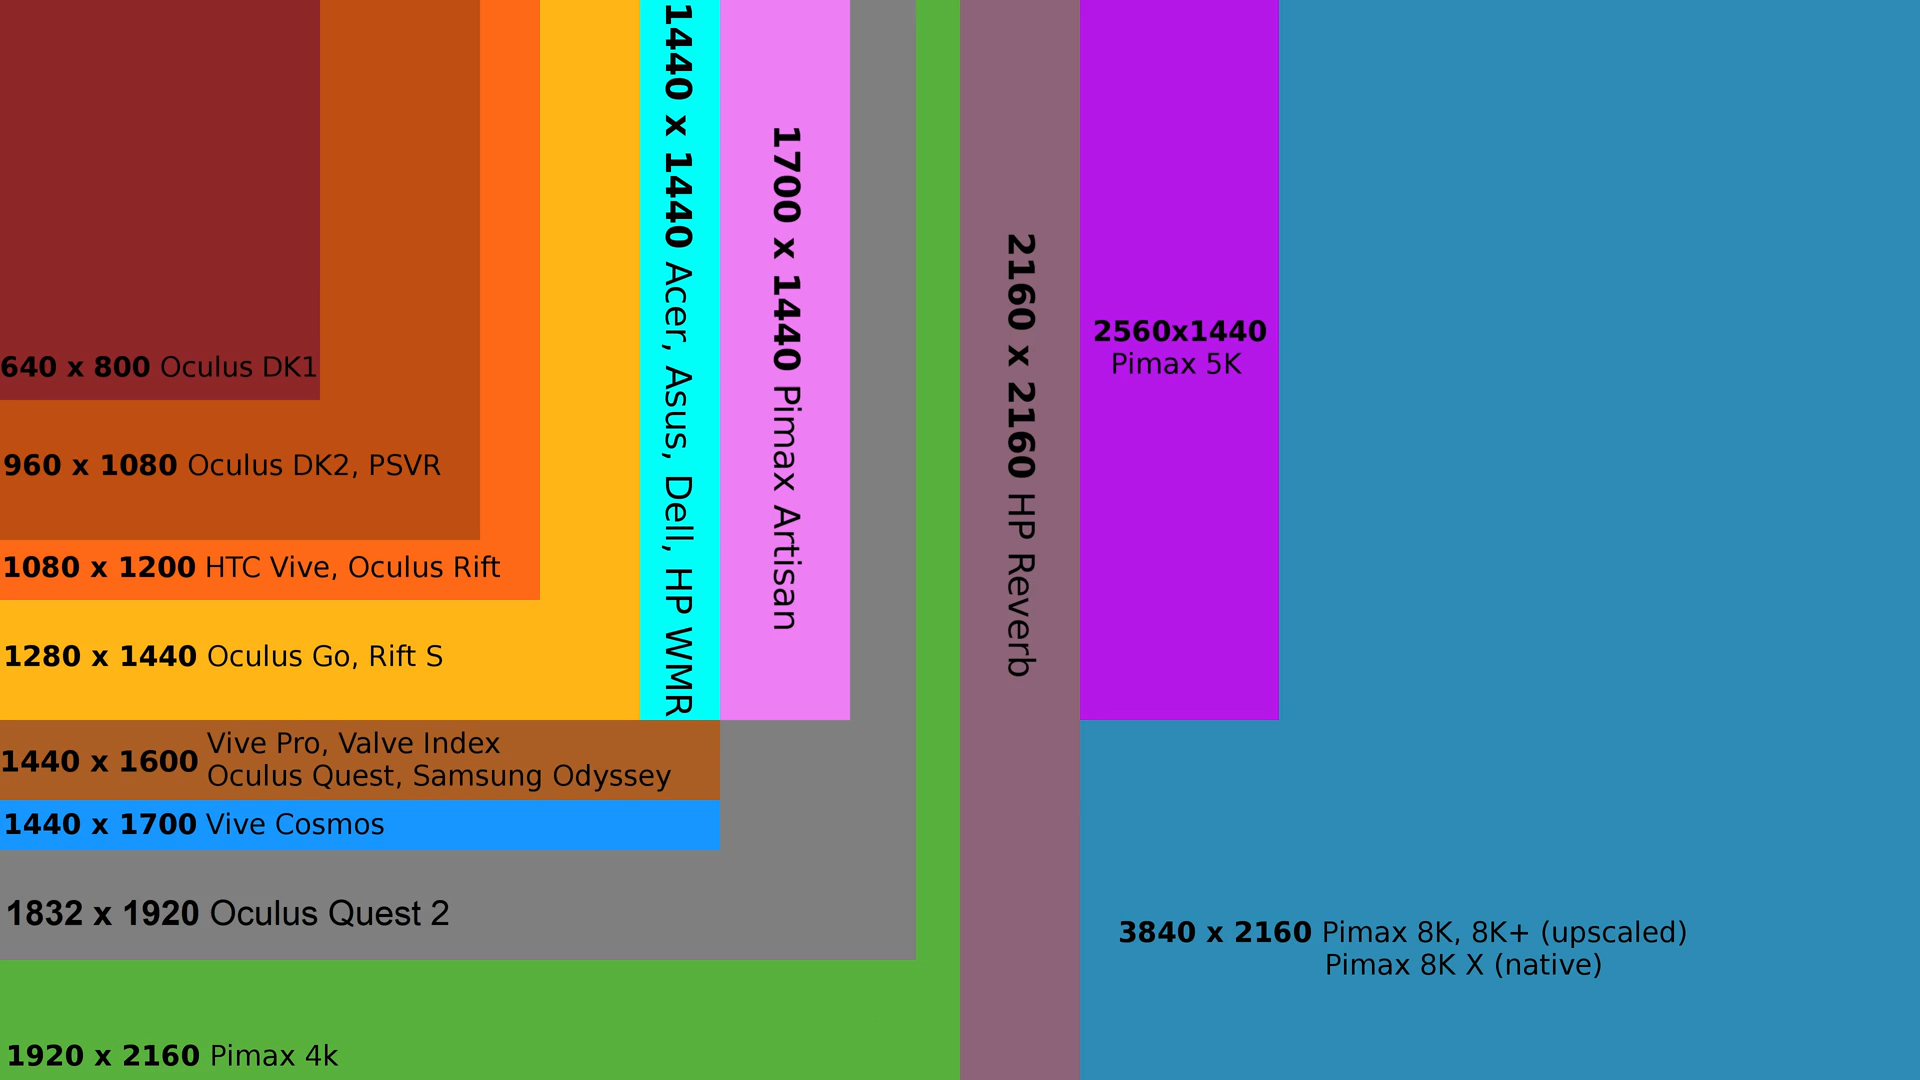 640 x 800 Oculus DK1
960 x 1080 Oculus DK2, PSVR
1080 x 1200 HTC Vive, Oculus Rift
1280 x 1440 Oculus Go, Rift S
1440 x 1440 Acer, Asus, Dell, HP WMR
1700 x 1440 Pimax Artisan
1440 x 1600 Vive Pro, Valve Index
Oculus Quest, Samsung Odyssey
1440 x 1700 Vive Cosmos
1832 x 1920 Oculus Quest 2
1920 x 2160 Pimax 4k
2160 x 2160 HP Reverb
2560x1440
Pimax 5K
3840 x 2160 Pimax 8K, 8K+ (upscaled)
Pimax 8K X (native)